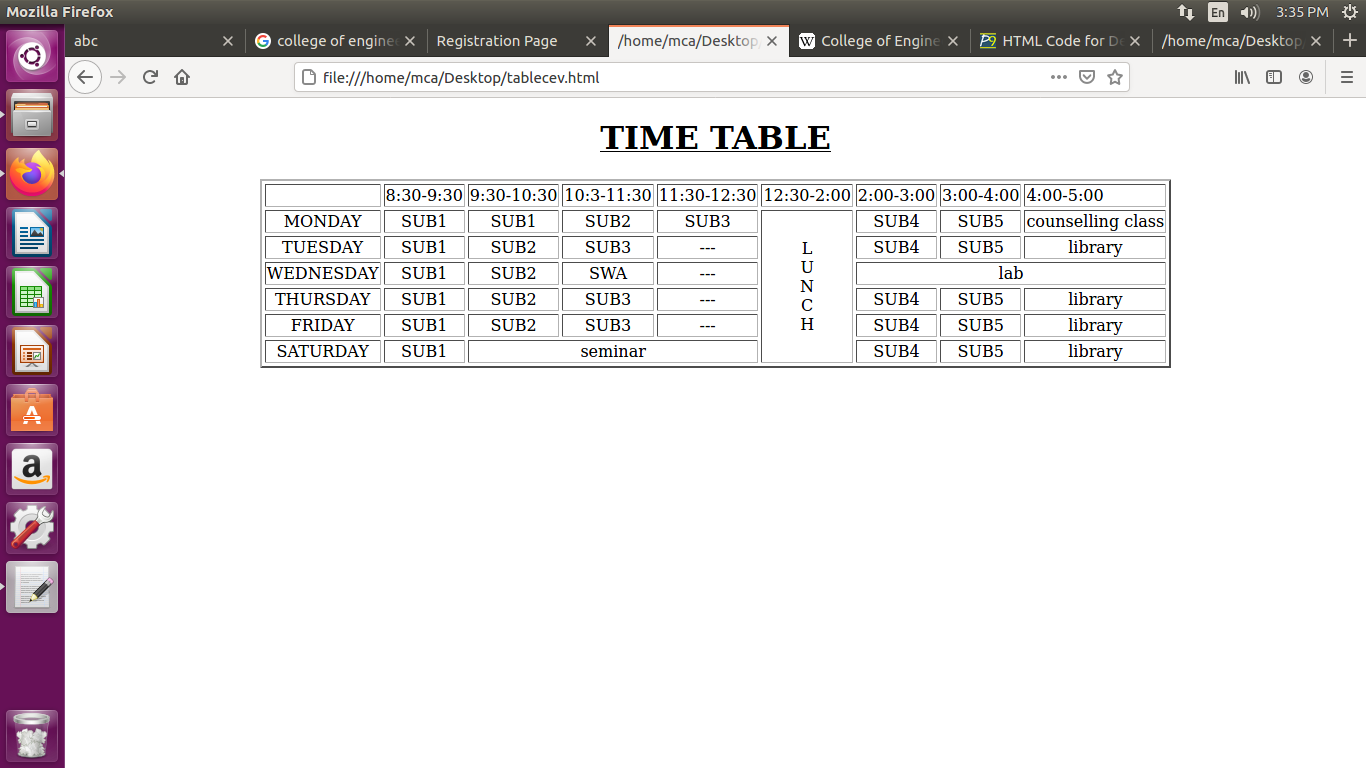 Mozilla Firefox
En
3:35 PM
abc
college of enginee
Registration Page
/home/mca/Desktop/
College of Engine
HTML Code for De
/home/mca/Desktop/
file:///home/mca/Desktop/tablecev.html
TIME TABLE
8:30-9:30 9:30-10:30 10:3-11:30 11:30-12:30 12:30-2:00 2:00-3:00 3:00-4:00 4:00-5:00
MONDAY SUB1 SUB1 SUB2 SUB3 SUB4 SUB5 counselling class
TUESDAY SUB1 SUB2 SUB3 --- SUB4 SUB5 library
WEDNESDAY SUB1 SUB2 SWA --- lab
THURSDAY SUB1 SUB2 SUB3 --- SUB4 SUB5 library
FRIDAY SUB1 SUB2 SUB3 --- SUB4 SUB5 library
SATURDAY SUB1 seminar SUB4 SUB5 library
L
U
N
C
H